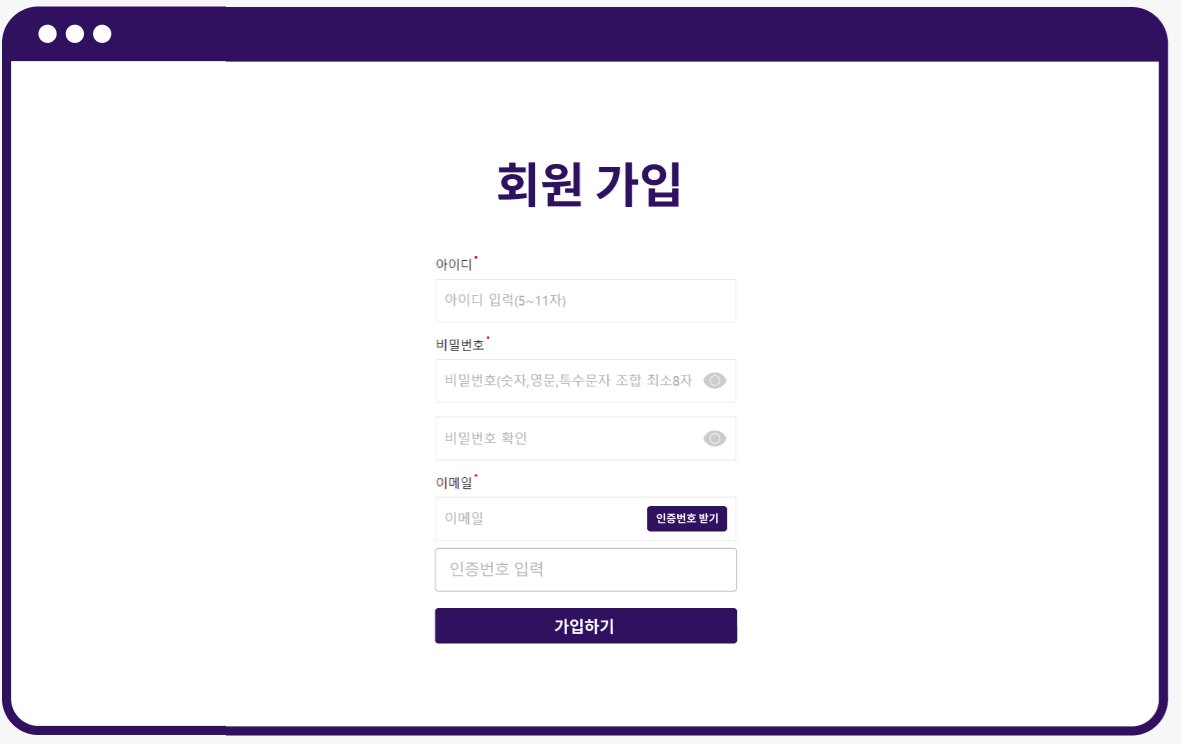 회원 가입
아이디*
아이디 입력(5~11자)
비밀번호*
비밀번호(숫자,영문,특수문자 조합 최소8자
비밀번호 확인
이메일*
이메일
인증번호 받기
인증번호 입력
가입하기